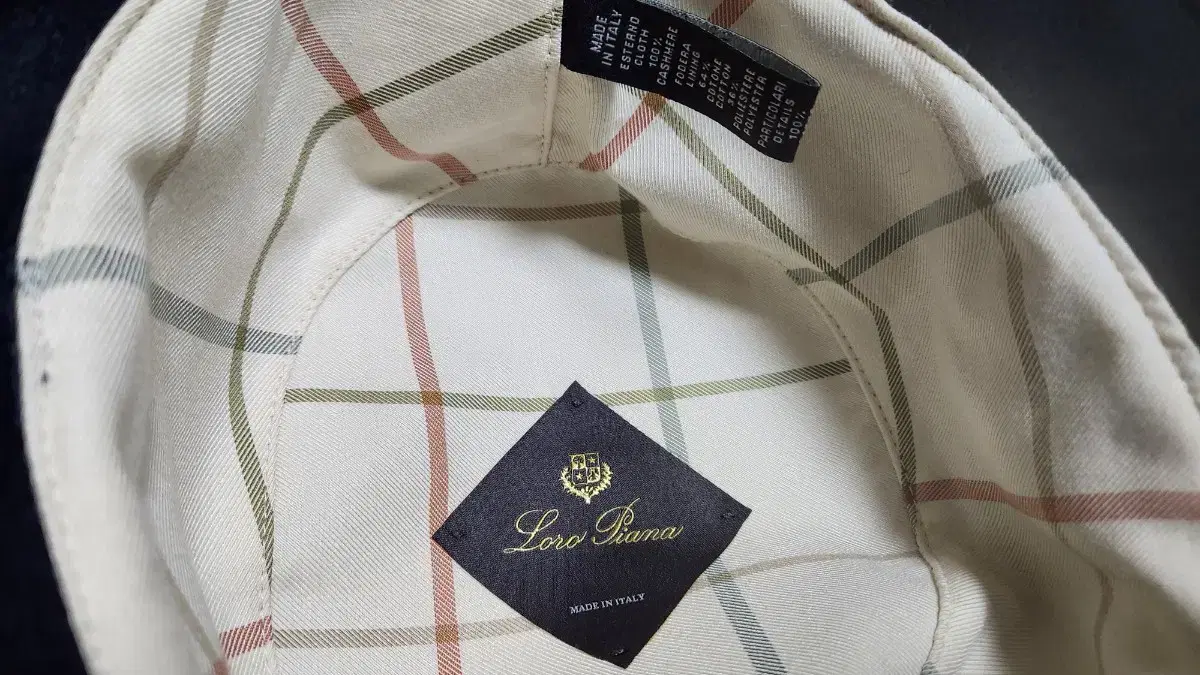 MADE
IN ITALY
ESTERNO
CLOTH
100%
CASHMERE
FODERA
LINING
64%
COTONE
COTTON
36%
POLIESTERE
POLYESTER
PARTICOLARI
DETAILS
100%
Loro Piana
MADE IN ITALY